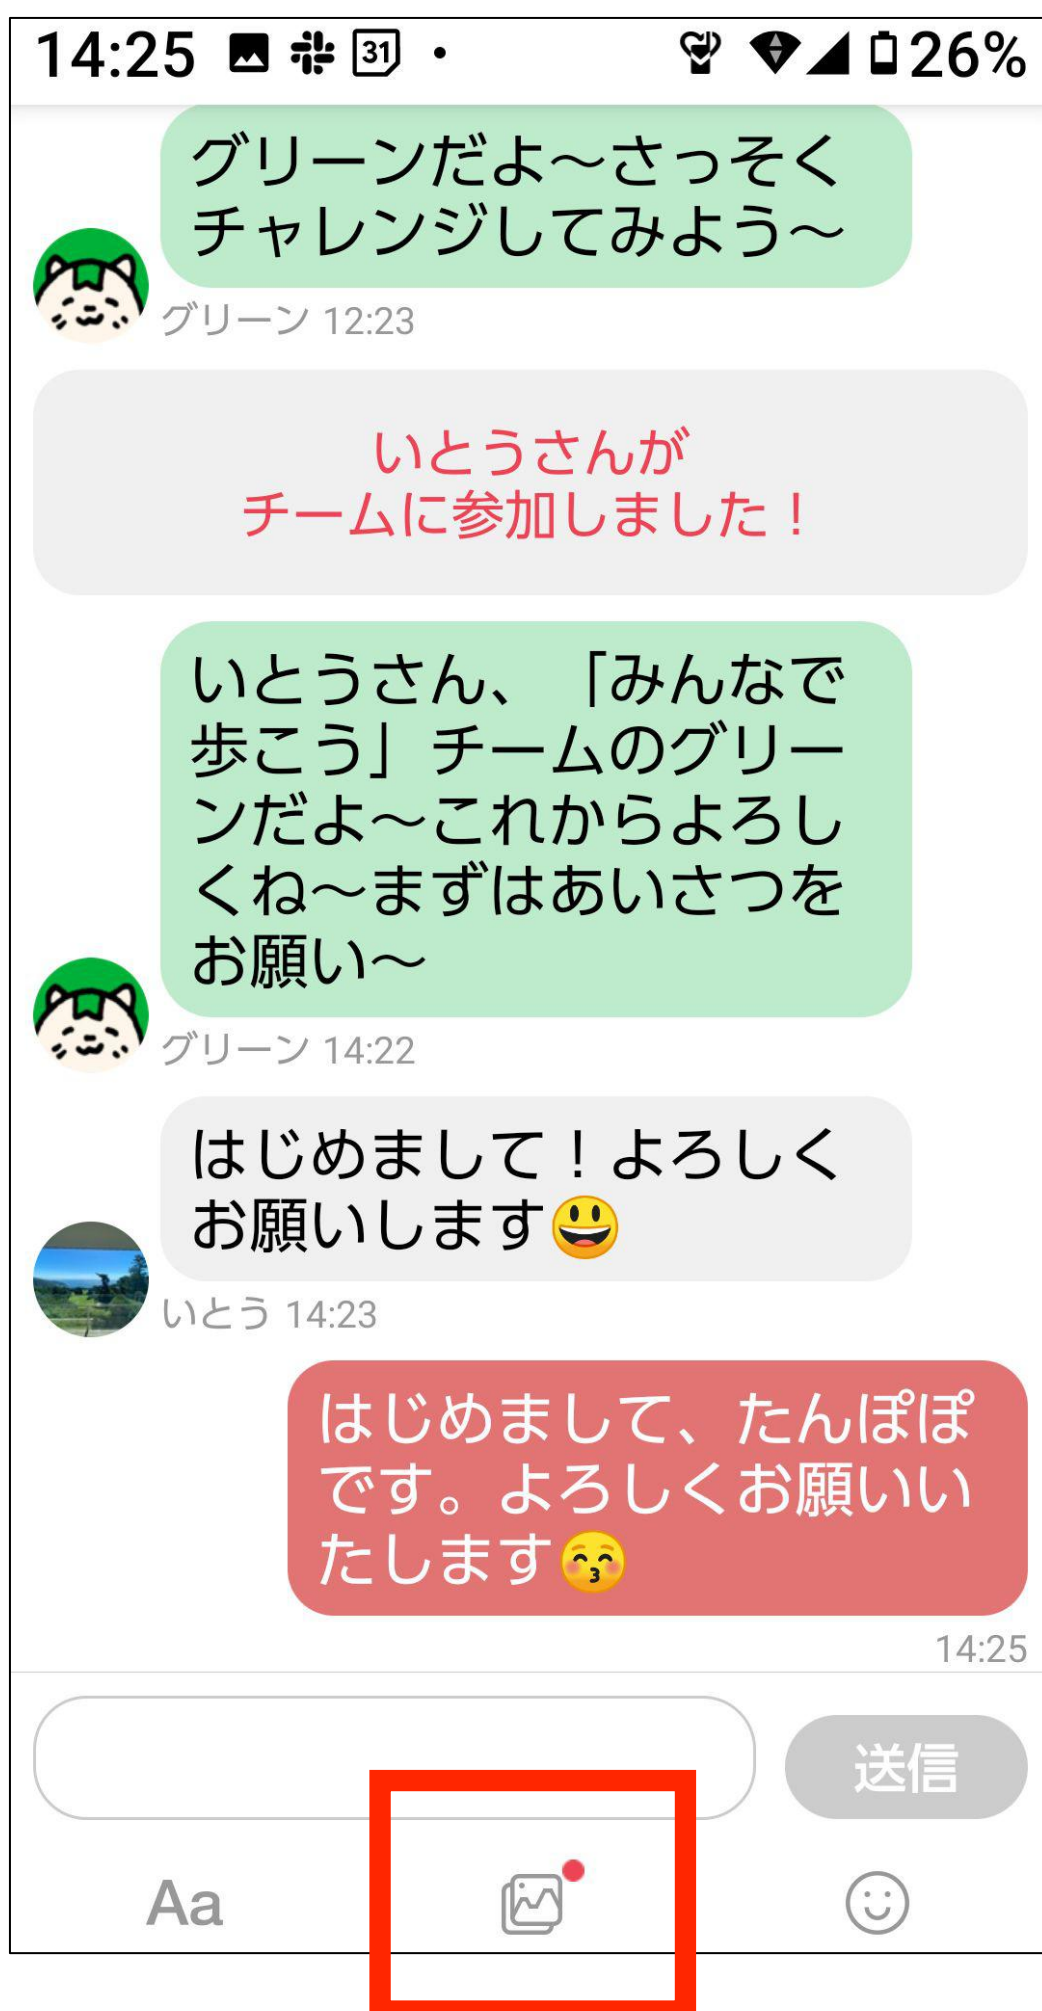 14:25 31 26%
グリーンだよ〜さっそく
チャレンジしてみよう〜
グリーン 12:23
いとうさんが
チームに参加しました！
いとうさん、「みんなで
歩こう」チームのグリー
ンだよ〜これからよろし
くね〜まずはあいさつを
お願い〜
グリーン 14:22
はじめまして！よろしく
お願いします😃
いとう 14:23
はじめまして、たんぽぽ
です。よろしくお願いい
たします😚
14:25
送信
Aa